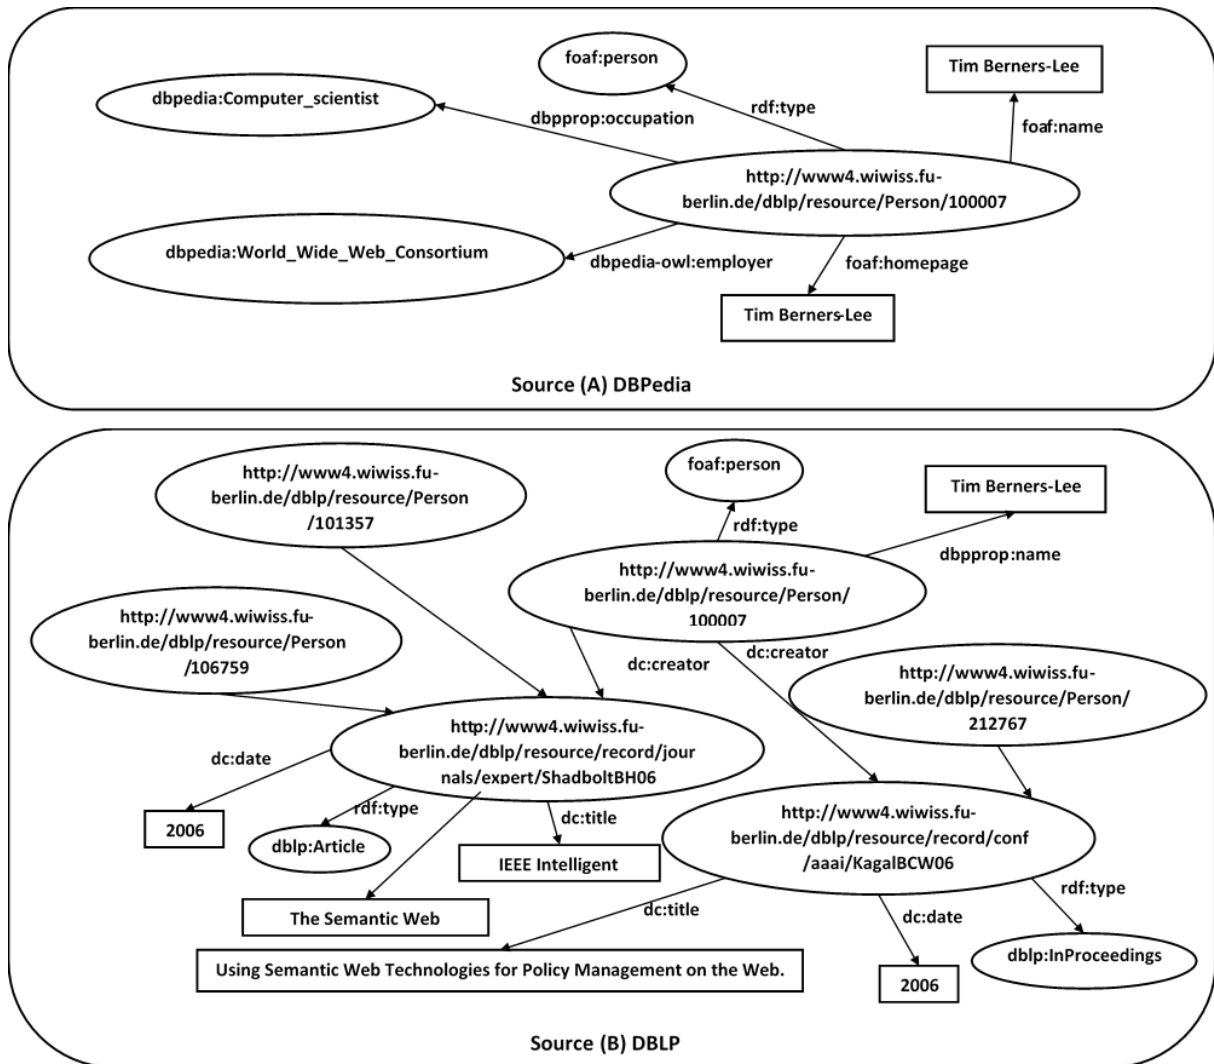 foaf:person
Tim Berners-Lee
dbpedia:Computer_scientist
rdf:type
dbpprop:occupation
foaf:name
http://www4.wiwiss.fu-
berlin.de/dblp/resource/Person/100007
dbpedia:World_Wide_Web_Consortium
dbpedia-owl:employer
foaf:homepage
Tim Berners-Lee
Source (A) DBPedia
http://www4.wiwiss.fu-
berlin.de/dblp/resource/Person
/101357
foaf:person
Tim Berners-Lee
rdf:type
dbpprop:name
http://www4.wiwiss.fu-
berlin.de/dblp/resource/Person/
100007
http://www4.wiwiss.fu-
berlin.de/dblp/resource/Person
/106759
dc:creator
dc:creator
http://www4.wiwiss.fu-
berlin.de/dblp/resource/Person/
212767
http://www4.wiwiss.fu-
berlin.de/dblp/resource/record/jour
nals/expert/ShadboltBH06
dc:date
rdf:type
dc:title
2006
dblp:Article
IEEE Intelligent
http://www4.wiwiss.fu-
berlin.de/dblp/resource/record/conf
/aaai/KagalBCW06
The Semantic Web
dc:title
dc:date
rdf:type
Using Semantic Web Technologies for Policy Management on the Web.
2006
dblp:InProceedings
Source (B) DBLP